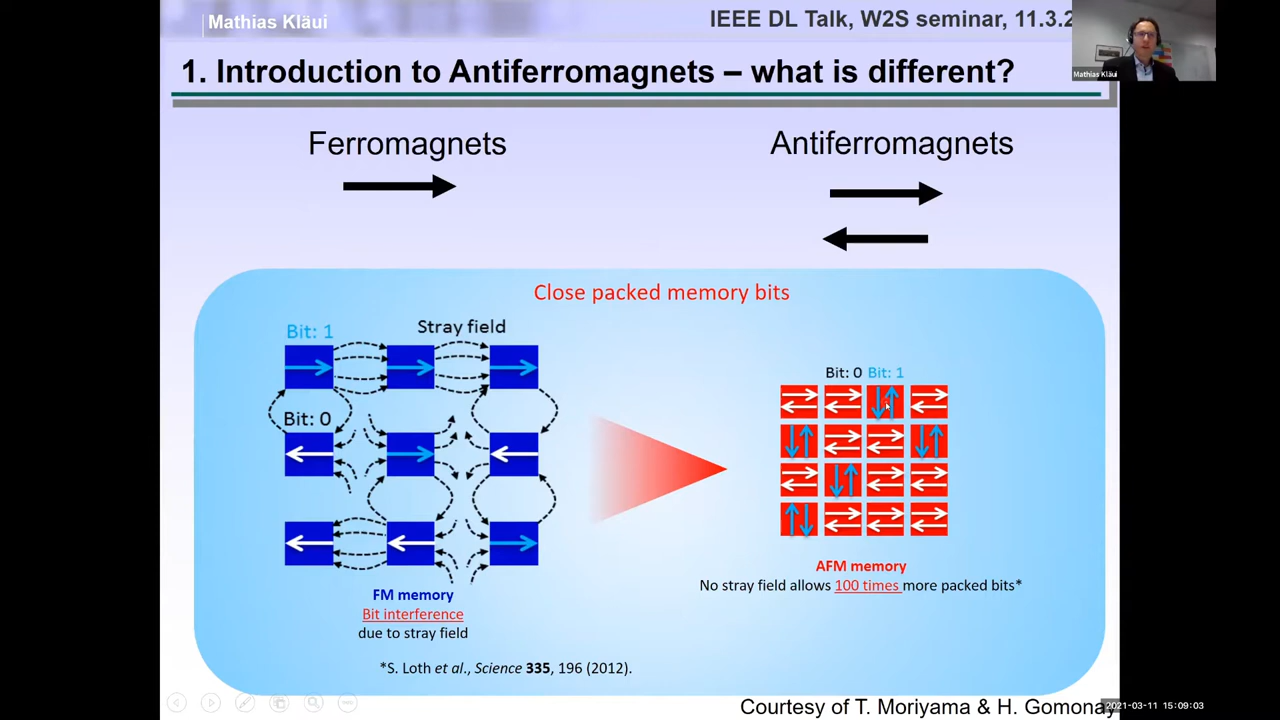 Mathias Kläui
IEEE DL Talk, W2S seminar, 11.3.2
Mathias Kläui
1. Introduction to Antiferromagnets – what is different?
Ferromagnets
Antiferromagnets
Close packed memory bits
Bit: 1
Stray field
Bit: 0
Bit: 0 Bit: 1
FM memory
Bit interference
due to stray field
AFM memory
No stray field allows 100 times more packed bits*
*S. Loth et al., Science 335, 196 (2012).
Courtesy of T. Moriyama & H. Gomonay
2021-03-11 15:09:03